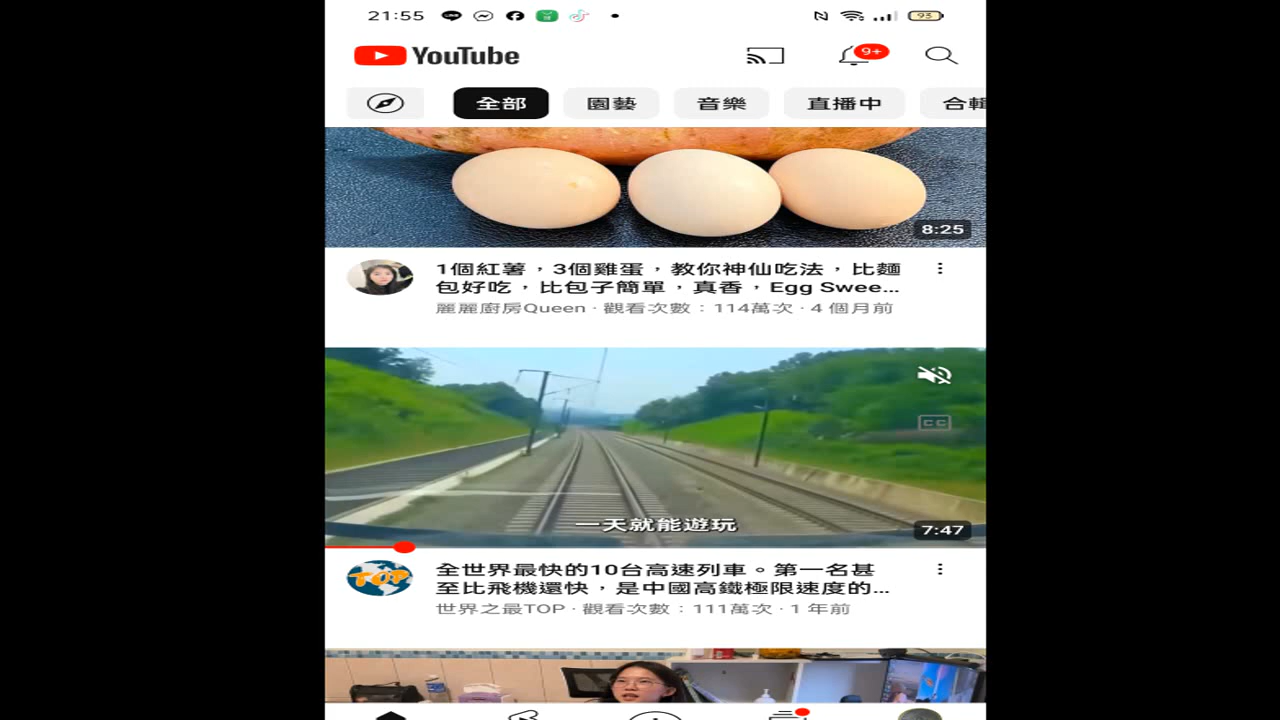 21:55
93
YouTube
9+
全部
園藝
音樂
直播中
合輯
8:25
1個紅薯，3個雞蛋，教你神仙吃法，比麵
包好吃，比包子簡單，真香，Egg Swee...
麗麗廚房Queen · 觀看次數：114萬次 · 4 個月前
CC
一天就能遊玩
7:47
TOP
全世界最快的10台高速列車。第一名甚
至比飛機還快，是中國高鐵極限速度的...
世界之最TOP · 觀看次數：111萬次 · 1 年前